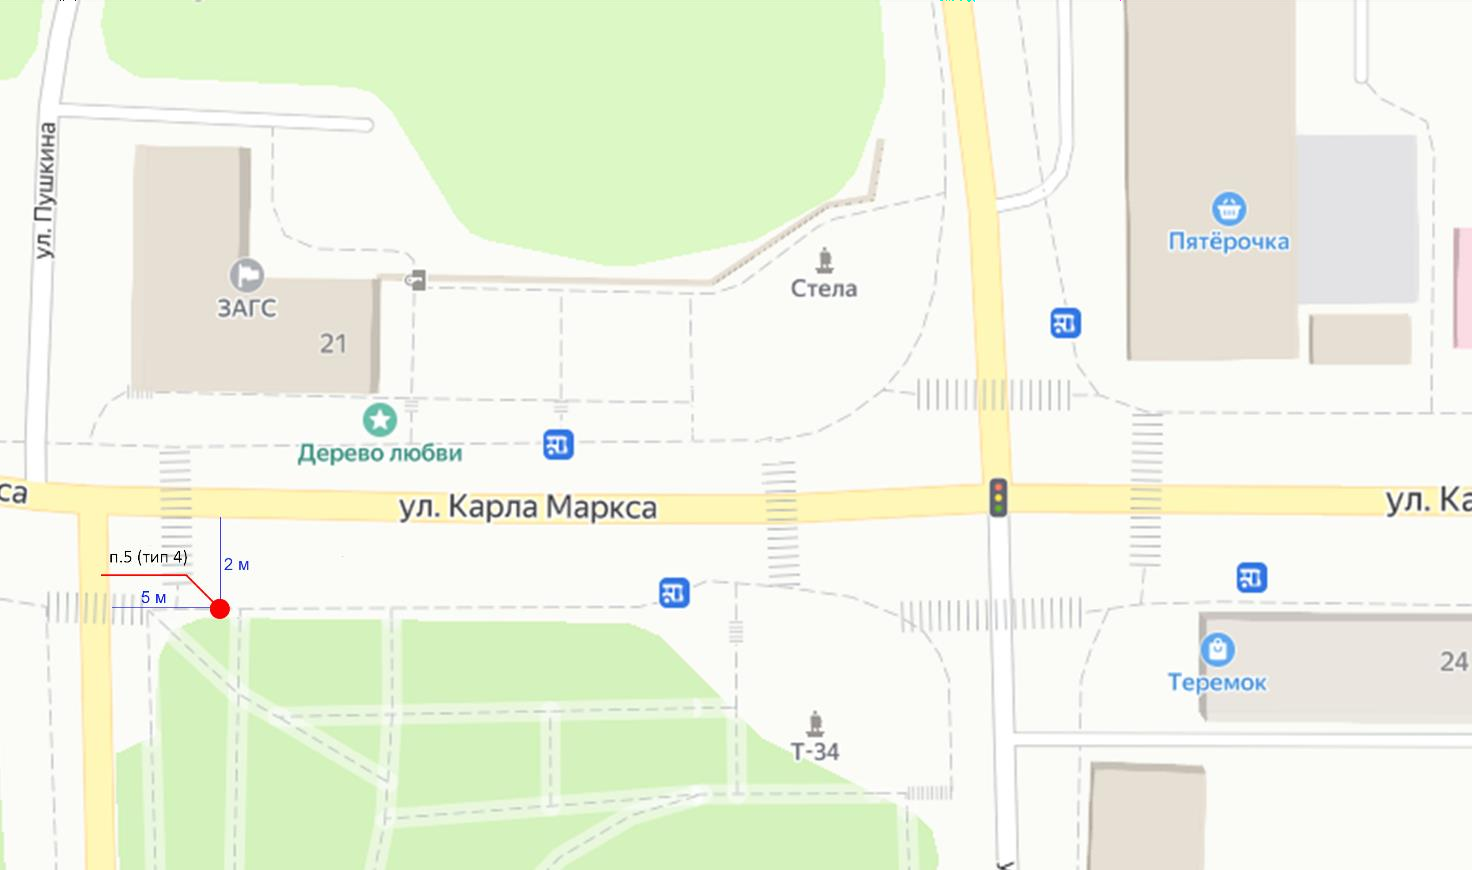 ул. Пушкина
Пятёрочка
Стела
ЗАГС
21
Дерево любви
са
ул. Карла Маркса
ул. Ка
п.5 (тип 4)
2 м
5 м
Теремок
24
Т-34
у